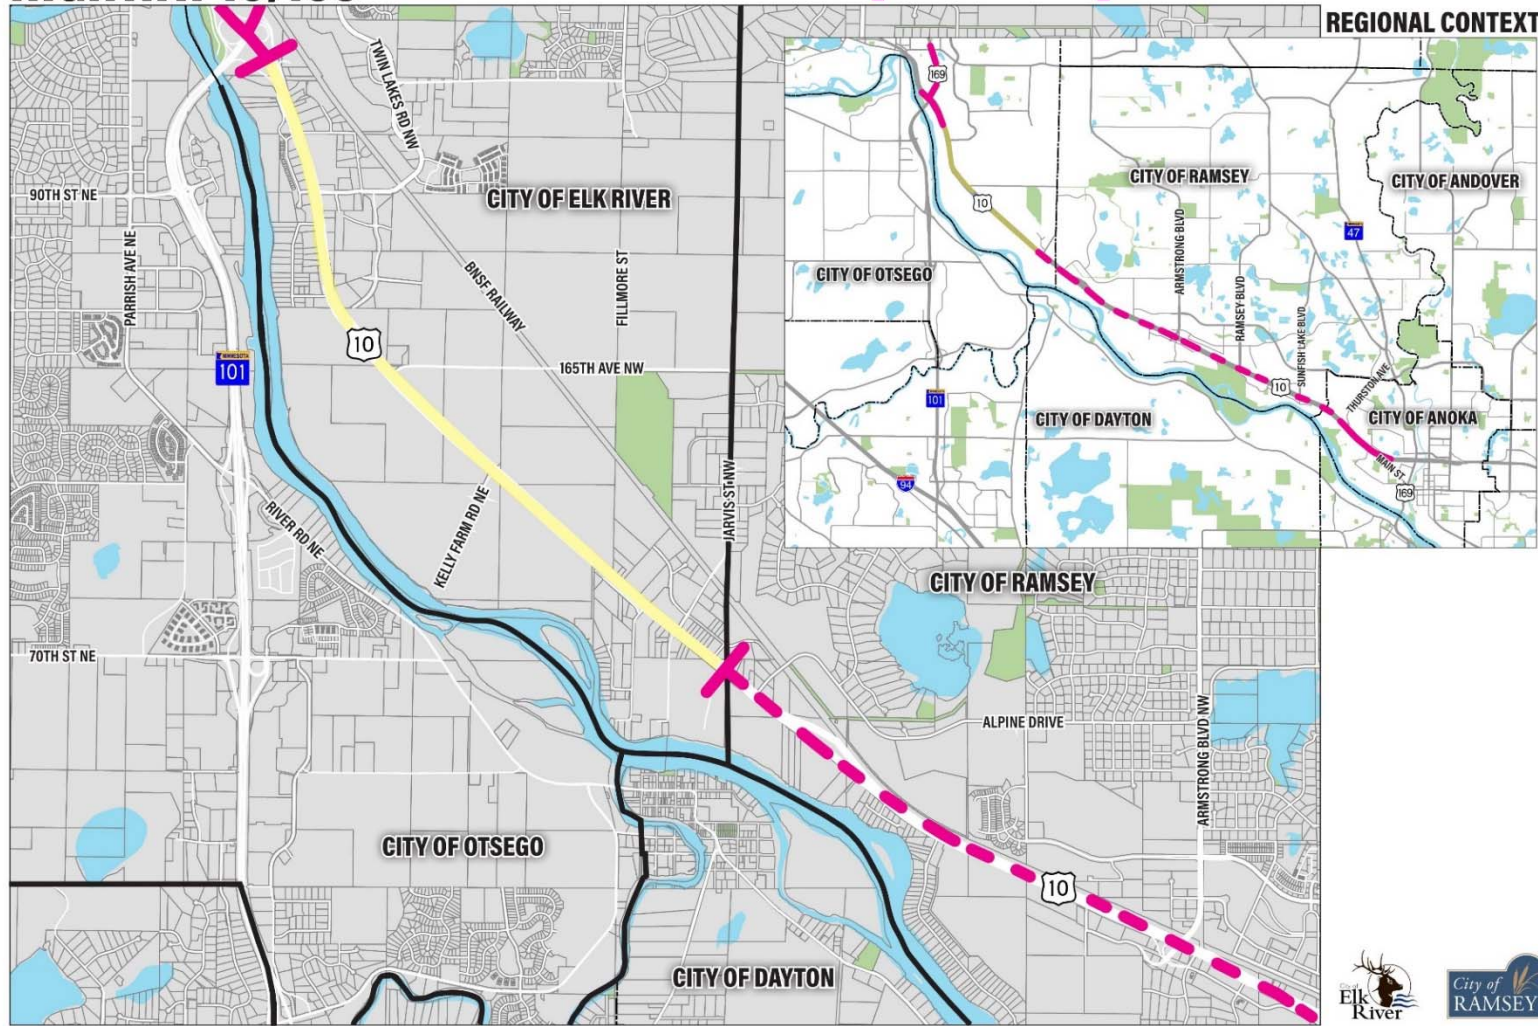 REGIONAL CONTEXT
TWIN LAKES RD NW
90TH ST NE
CITY OF ELK RIVER
PARRISH AVE NE
BNSF RAILWAY
FILLMORE ST
10
MINNESOTA
101
165TH AVE NW
JARVIS ST NW
RIVER RD NE
KELLY FARM RD NE
70TH ST NE
CITY OF RAMSEY
ALPINE DRIVE
ARMSTRONG BLVD NW
CITY OF OTSEGO
10
CITY OF DAYTON
169
CITY OF RAMSEY
CITY OF ANDOVER
10
47
ARMSTRONG BLVD
CITY OF OTSEGO
RAMSEY BLVD
SUNFISH LAKE BLVD
THURSTON AVE
10
101
CITY OF DAYTON
CITY OF ANOKA
MAIN ST.
94
169
City of
Elk
River
City of
RAMSEY